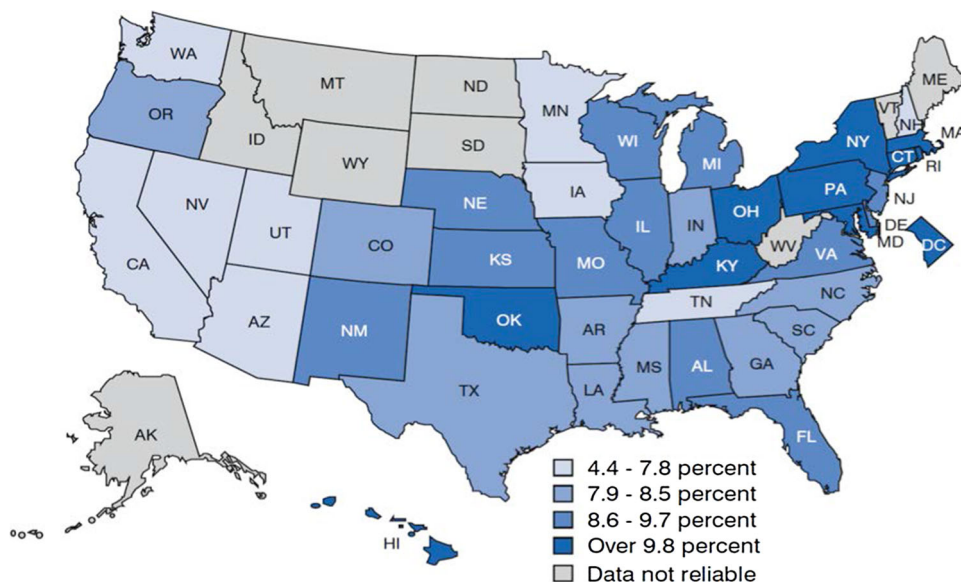 WA
MT
ND
MN
ME
VT
NH
OR
ID
WY
SD
WI
MI
NY
MA
CT
RI
NV
UT
CO
NE
IA
IL
IN
OH
PA
NJ
DE
MD
DC
WV
VA
CA
KS
MO
KY
AZ
NM
OK
AR
TN
NC
SC
MS
AL
GA
TX
LA
FL
AK
HI
4.4 - 7.8 percent
7.9 - 8.5 percent
8.6 - 9.7 percent
Over 9.8 percent
Data not reliable